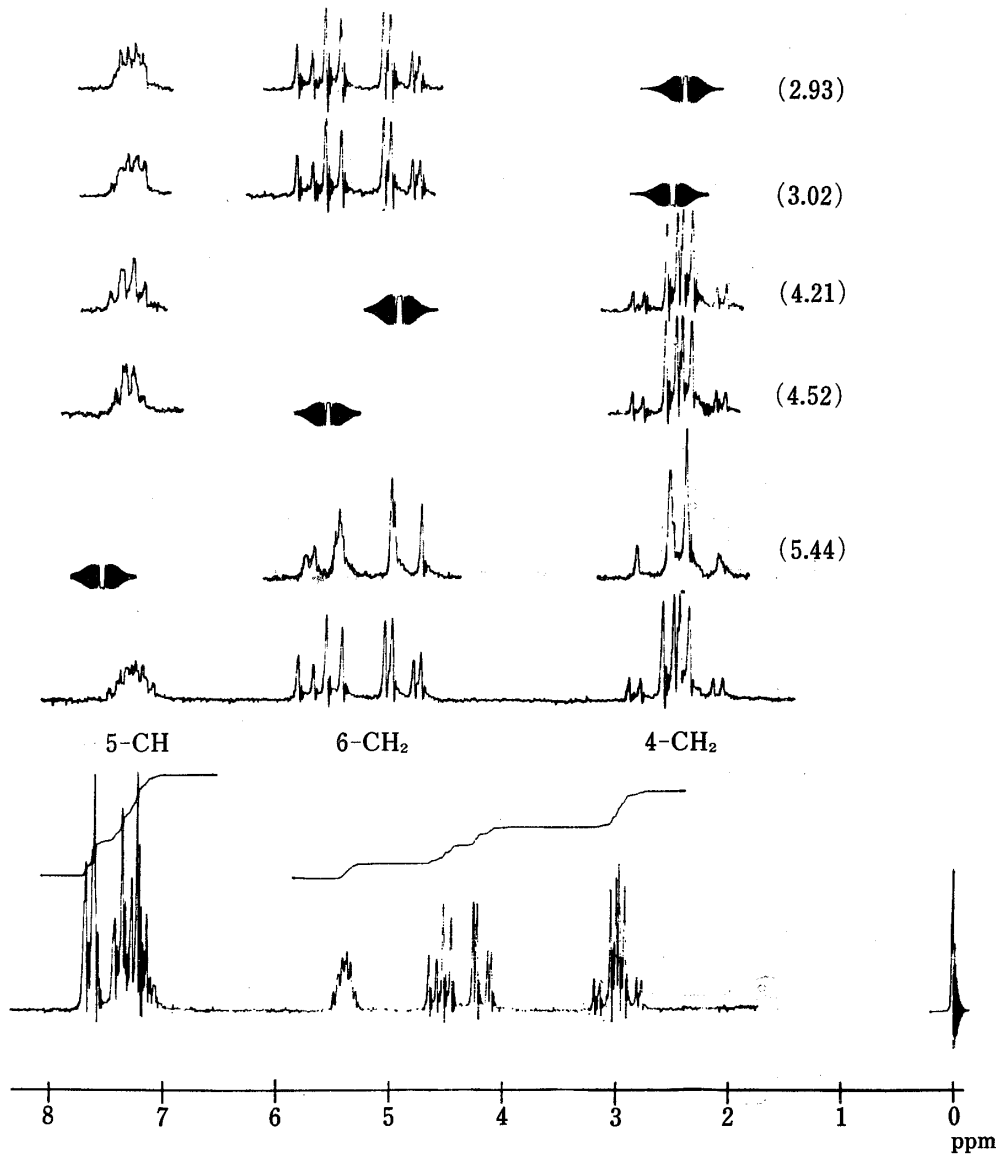 (2.93)
(3.02)
(4.21)
(4.52)
(5.44)
5-CH 6-CH₂ 4-CH₂
8 7 6 5 4 3 2 1 0
ppm